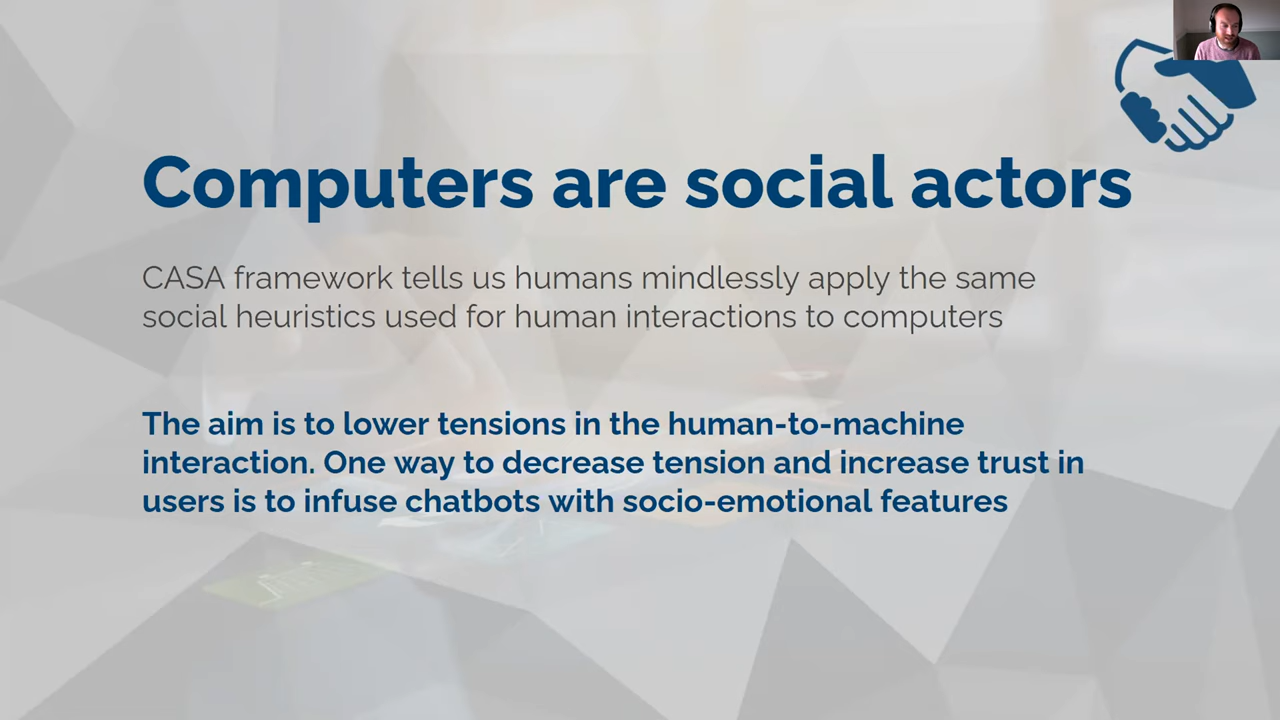 Computers are social actors
CASA framework tells us humans mindlessly apply the same
social heuristics used for human interactions to computers
The aim is to lower tensions in the human-to-machine
interaction. One way to decrease tension and increase trust in
users is to infuse chatbots with socio-emotional features